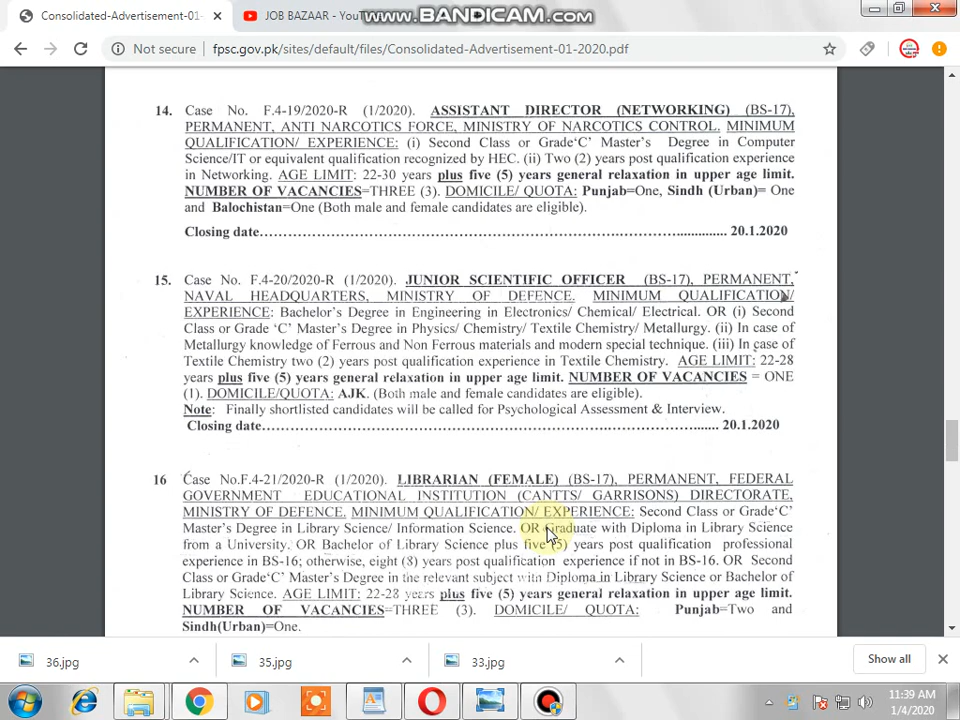 Consolidated-Advertisement-01-
JOB BAZAAR - YouT
www.BANDICAM.com
Not secure
fpsc.gov.pk/sites/default/files/Consolidated-Advertisement-01-2020.pdf
14. Case No. F.4-19/2020-R (1/2020). ASSISTANT DIRECTOR (NETWORKING) (BS-17),
PERMANENT, ANTI NARCOTICS FORCE, MINISTRY OF NARCOTICS CONTROL. MINIMUM
QUALIFICATION/ EXPERIENCE: (i) Second Class or Grade‘C’ Master’s Degree in Computer
Science/IT or equivalent qualification recognized by HEC. (ii) Two (2) years post qualification experience
in Networking. AGE LIMIT: 22-30 years plus five (5) years general relaxation in upper age limit.
NUMBER OF VACANCIES=THREE (3). DOMICILE/ QUOTA: Punjab=One, Sindh (Urban)= One
and Balochistan=One (Both male and female candidates are eligible).
Closing date……………………………………………………………………............. 20.1.2020
15. Case No. F.4-20/2020-R (1/2020). JUNIOR SCIENTIFIC OFFICER (BS-17), PERMANENT,
NAVAL HEADQUARTERS, MINISTRY OF DEFENCE. MINIMUM QUALIFICATION/
EXPERIENCE: Bachelor’s Degree in Engineering in Electronics/ Chemical/ Electrical. OR (i) Second
Class or Grade ‘C’ Master’s Degree in Physics/ Chemistry/ Textile Chemistry/ Metallurgy. (ii) In case of
Metallurgy knowledge of Ferrous and Non Ferrous materials and modern special technique. (iii) In case of
Textile Chemistry two (2) years post qualification experience in Textile Chemistry. AGE LIMIT: 22-28
years plus five (5) years general relaxation in upper age limit. NUMBER OF VACANCIES = ONE
(1). DOMICILE/QUOTA: AJK. (Both male and female candidates are eligible).
Note: Finally shortlisted candidates will be called for Psychological Assessment & Interview.
Closing date……………………………………………………………………....... 20.1.2020
16 Case No.F.4-21/2020-R (1/2020). LIBRARIAN (FEMALE) (BS-17), PERMANENT, FEDERAL
GOVERNMENT EDUCATIONAL INSTITUTION (CANTTS/ GARRISONS) DIRECTORATE,
MINISTRY OF DEFENCE. MINIMUM QUALIFICATION/ EXPERIENCE: Second Class or Grade‘C’
Master’s Degree in Library Science/ Information Science. OR Graduate with Diploma in Library Science
from a University. OR Bachelor of Library Science plus five (5) years post qualification professional
experience in BS-16; otherwise, eight (8) years post qualification experience if not in BS-16. OR Second
Class or Grade‘C’ Master’s Degree in the relevant subject with Diploma in Library Science or Bachelor of
Library Science. AGE LIMIT: 22-28 years plus five (5) years general relaxation in upper age limit.
NUMBER OF VACANCIES=THREE (3). DOMICILE/ QUOTA: Punjab=Two and
Sindh(Urban)=One.
36.jpg
35.jpg
33.jpg
Show all
11:39 AM
1/4/2020